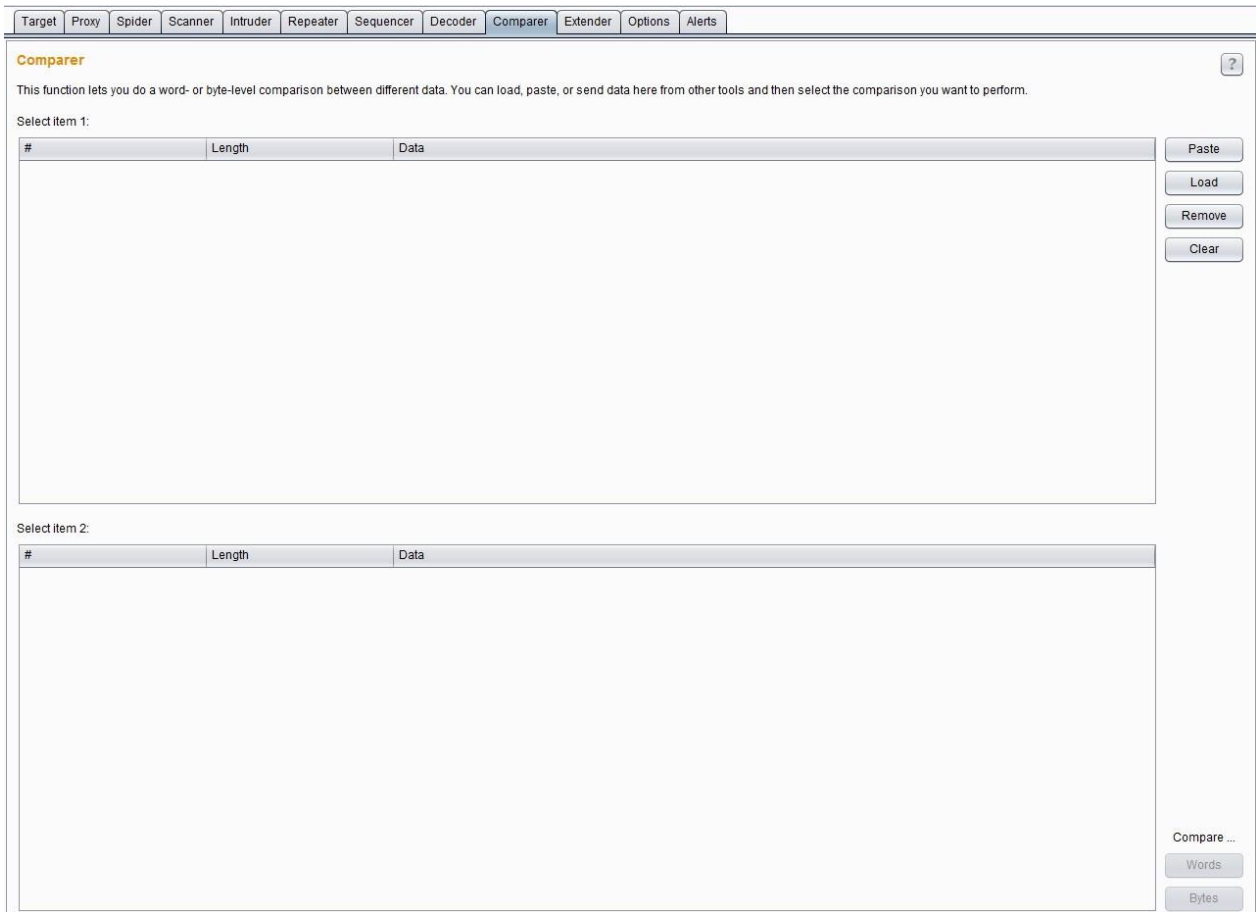 Target Proxy Spider Scanner Intruder Repeater Sequencer Decoder Comparer Extender Options Alerts
Comparer
?
This function lets you do a word- or byte-level comparison between different data. You can load, paste, or send data here from other tools and then select the comparison you want to perform.
Select item 1:
# Length Data
Paste
Load
Remove
Clear
Select item 2:
# Length Data
Compare ...
Words
Bytes